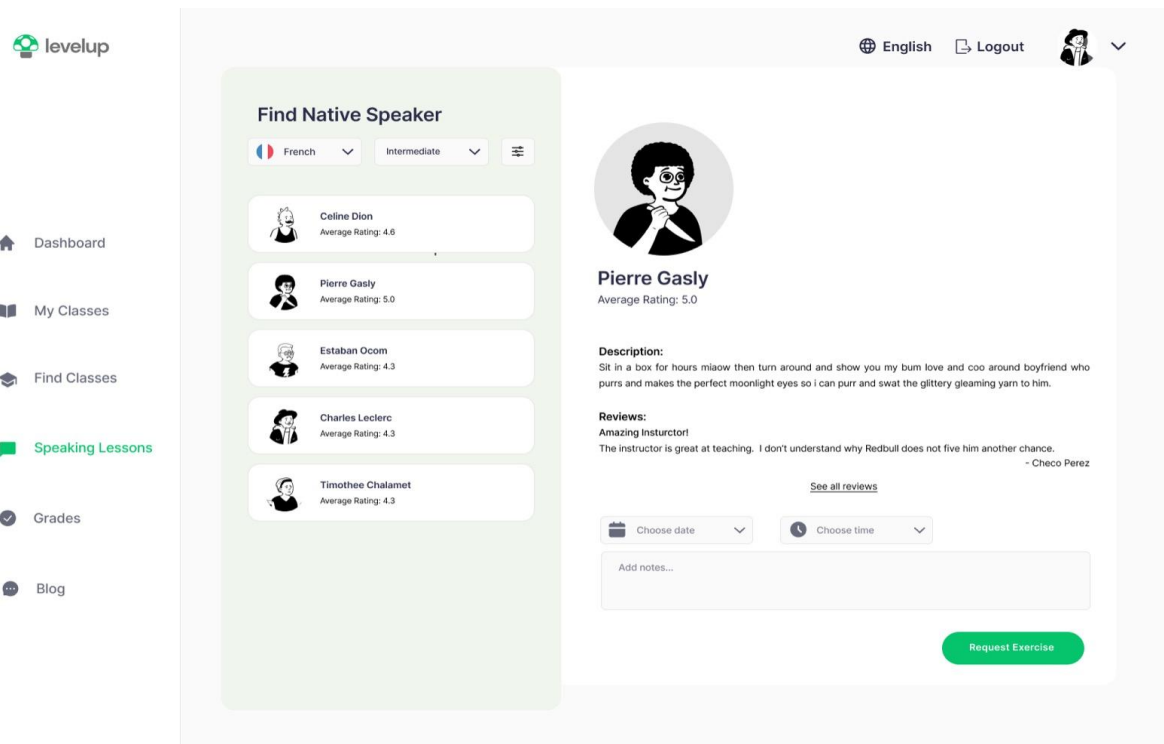 levelup
English
Logout
Dashboard
My Classes
Find Classes
Speaking Lessons
Grades
Blog
Find Native Speaker
French
Intermediate
Celine Dion
Average Rating: 4.6
Pierre Gasly
Average Rating: 5.0
Estaban Ocom
Average Rating: 4.3
Charles Leclerc
Average Rating: 4.3
Timothee Chalamet
Average Rating: 4.3
Pierre Gasly
Average Rating: 5.0
Description:
Sit in a box for hours miaow then turn around and show you my bum love and coo around boyfriend who
purrs and makes the perfect moonlight eyes so i can purr and swat the glittery gleaming yarn to him.
Reviews:
Amazing Insturctor!
The instructor is great at teaching. I don't understand why Redbull does not five him another chance.
- Checo Perez
See all reviews
Choose date
Choose time
Add notes...
Request Exercise